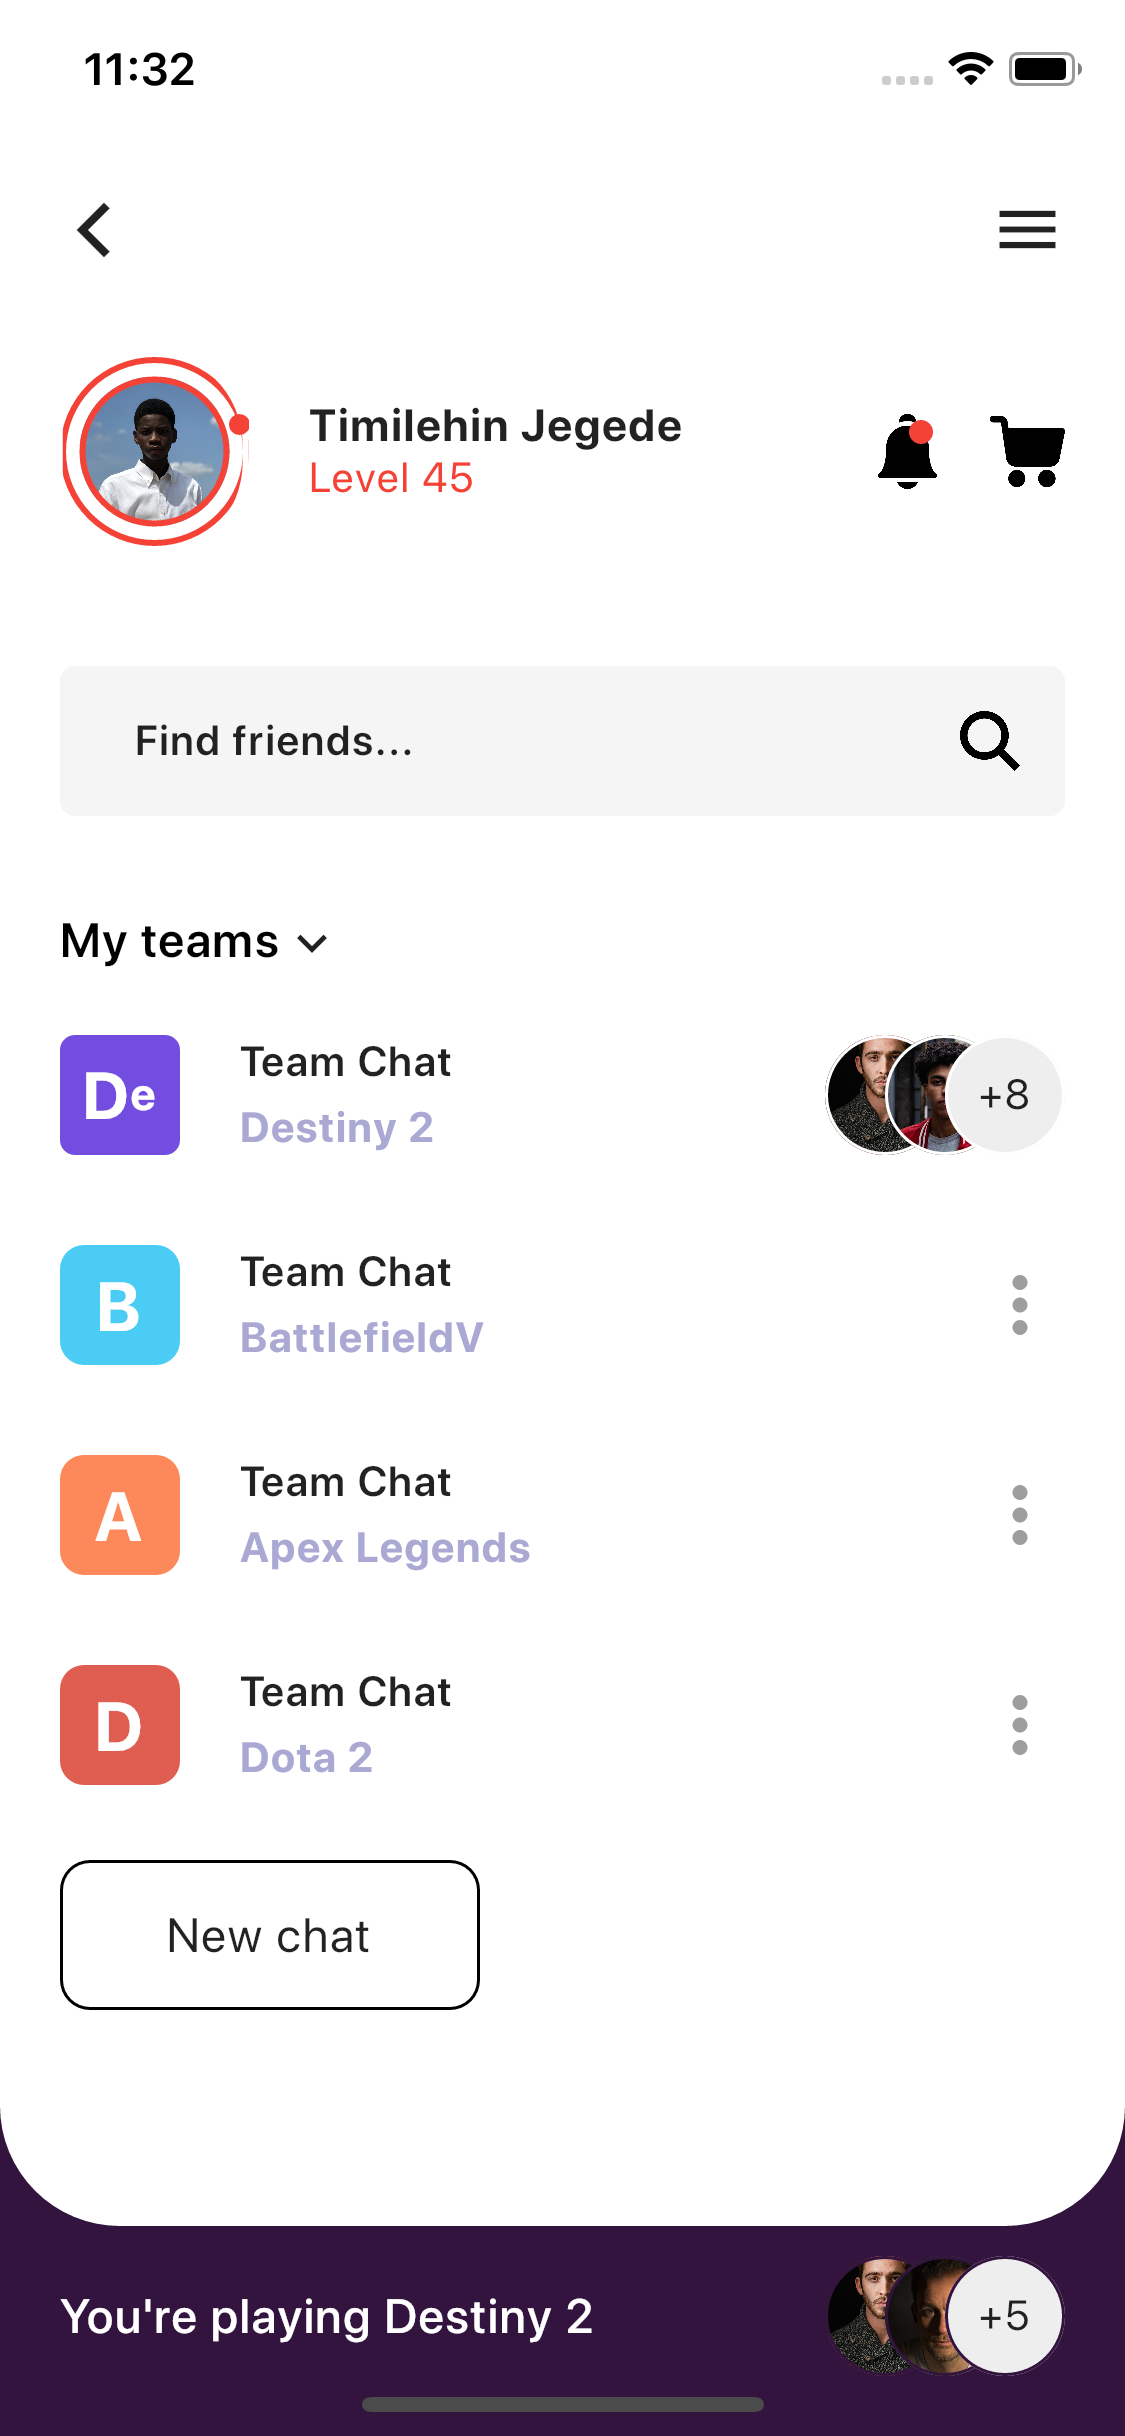 11:32
Timilehin Jegede
Level 45
Find friends...
My teams
De
Team Chat
Destiny 2
+8
B
Team Chat
BattlefieldV
A
Team Chat
Apex Legends
D
Team Chat
Dota 2
New chat
You're playing Destiny 2
+5